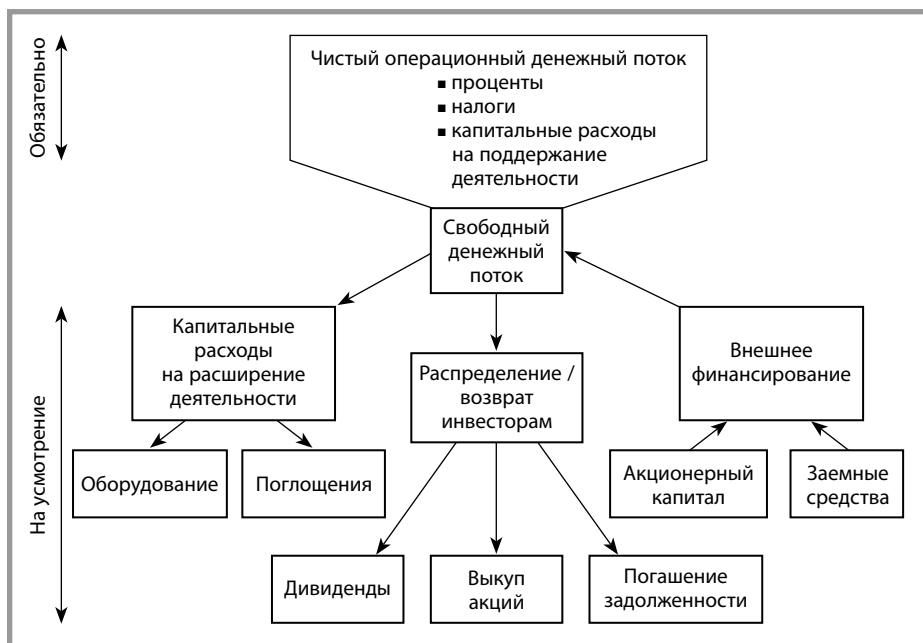 Обязательно
Чистый операционный денежный поток
▪ проценты
▪ налоги
▪ капитальные расходы
на поддержание
деятельности
Свободный
денежный
поток
На усмотрение
Капитальные
расходы
на расширение
деятельности
Распределение /
возврат
инвесторам
Внешнее
финансирование
Оборудование
Поглощения
Акционерный
капитал
Заемные
средства
Дивиденды
Выкуп
акций
Погашение
задолженности